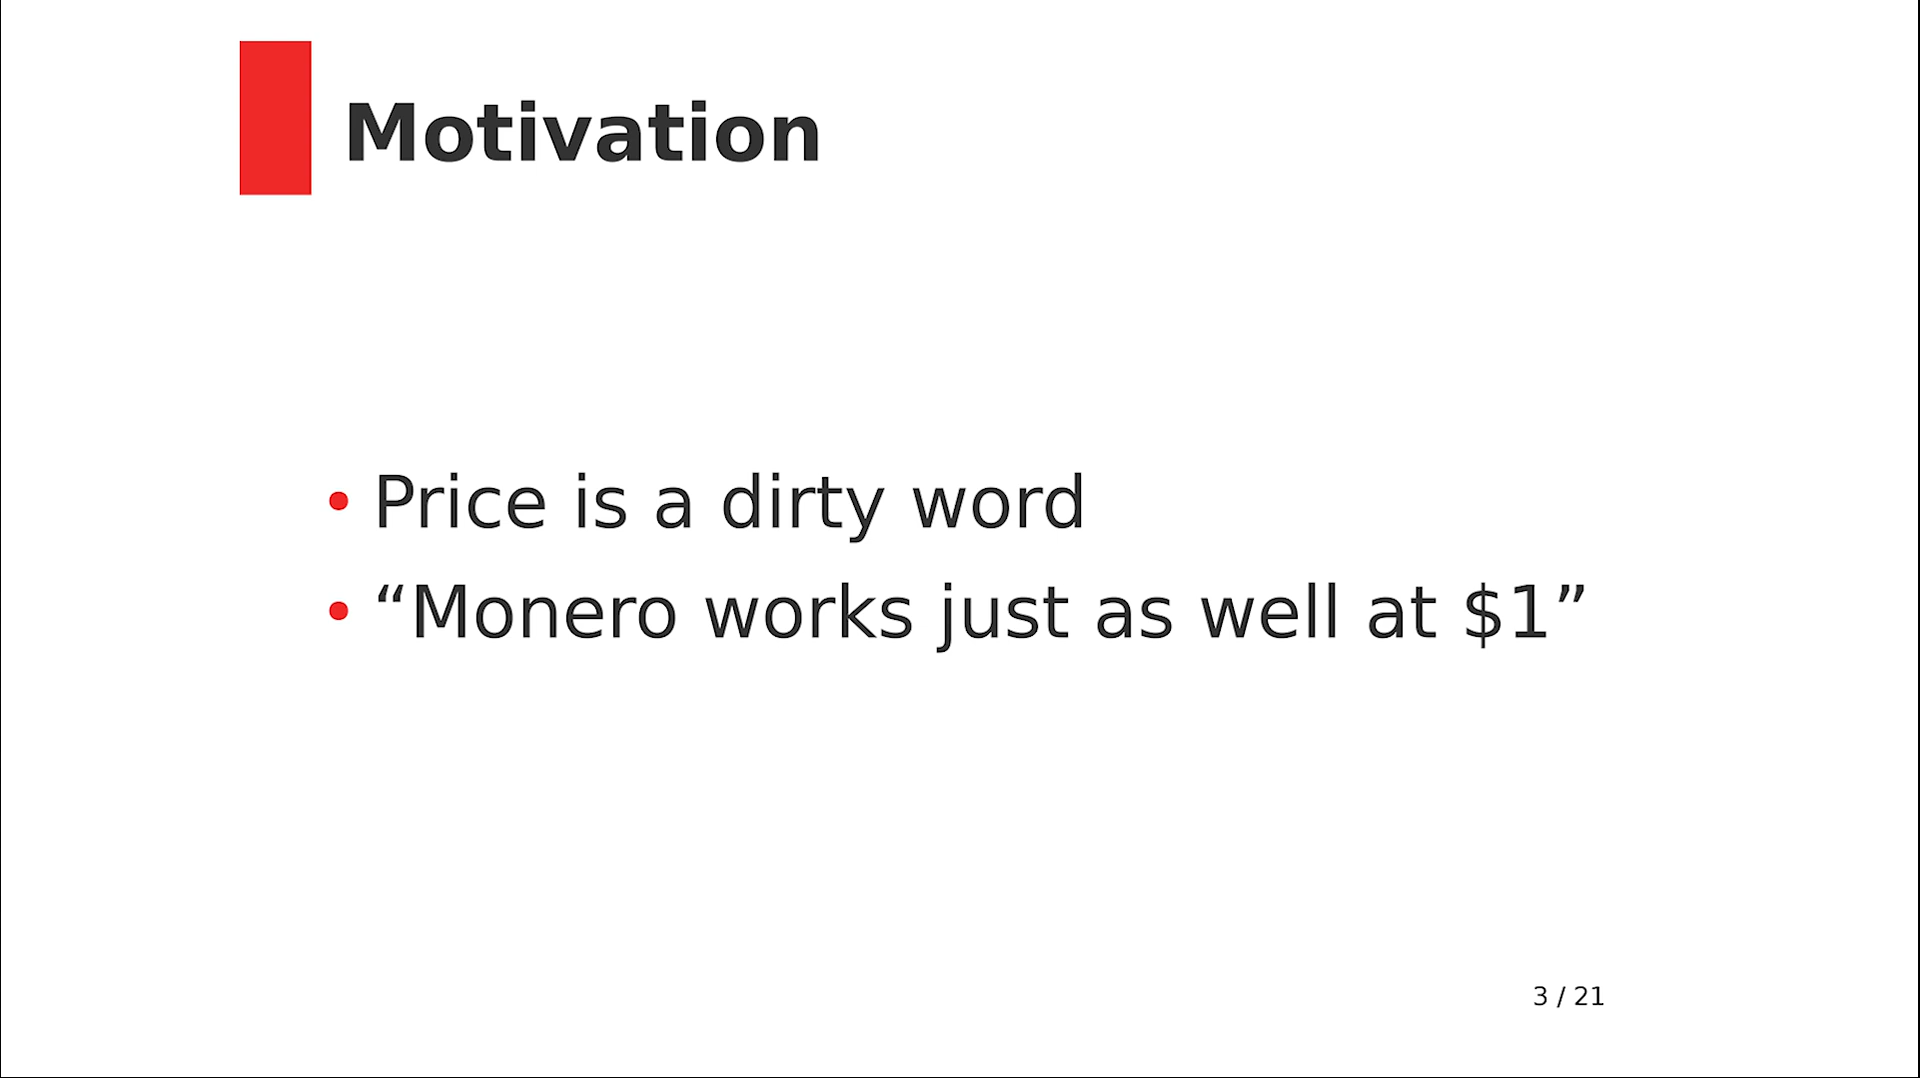 Motivation
• Price is a dirty word
• “Monero works just as well at $1”
3 / 21